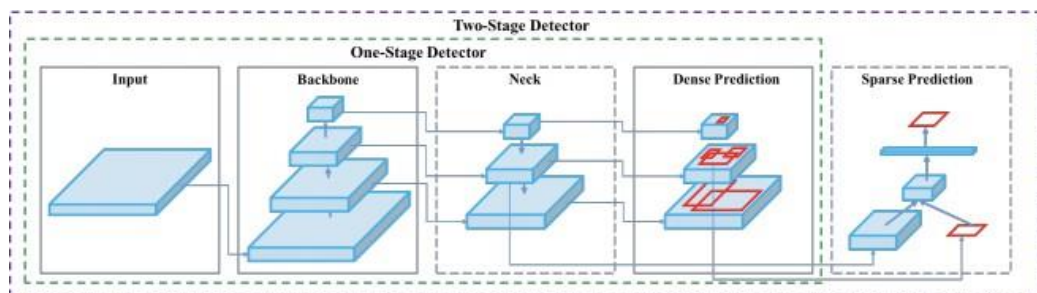 Two-Stage Detector
One-Stage Detector
Input
Backbone
Neck
Dense Prediction
Sparse Prediction